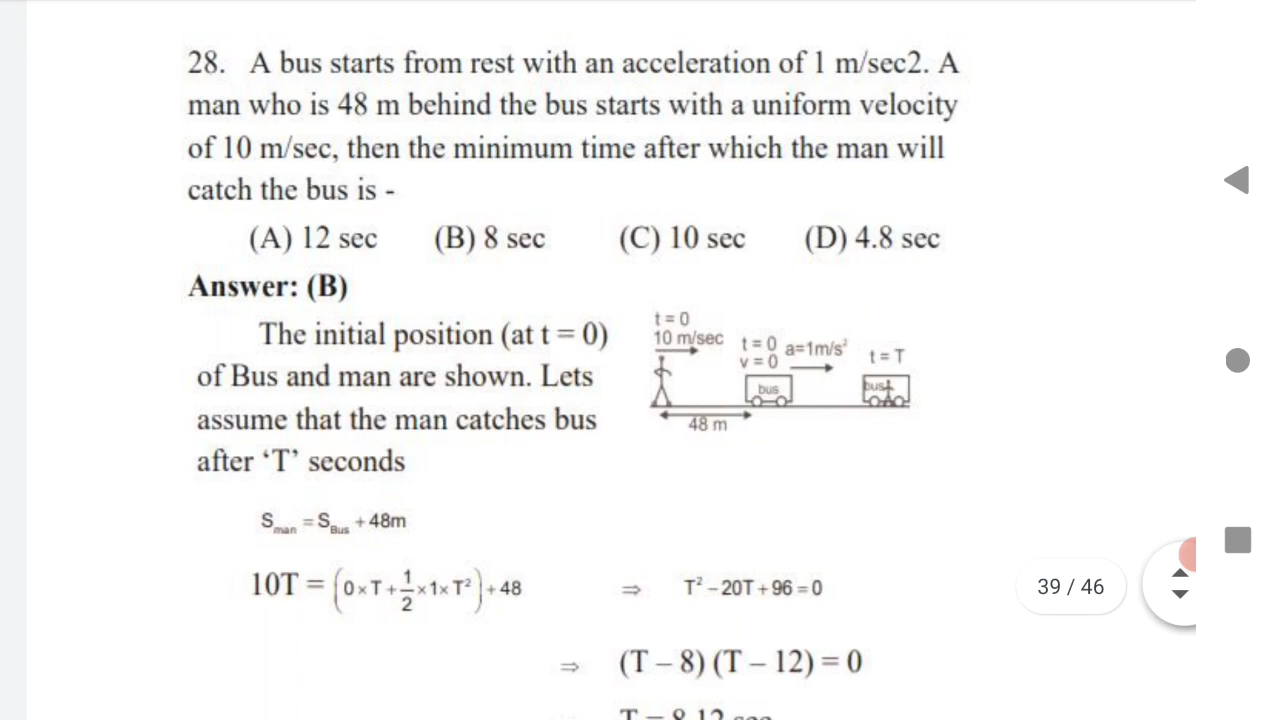 28. A bus starts from rest with an acceleration of 1 m/sec2. A
man who is 48 m behind the bus starts with a uniform velocity
of 10 m/sec, then the minimum time after which the man will
catch the bus is -
(A) 12 sec (B) 8 sec (C) 10 sec (D) 4.8 sec
Answer: (B)
The initial position (at t = 0)
of Bus and man are shown. Lets
assume that the man catches bus
after ‘T’ seconds
t = 0
10 m/sec
t = 0
v = 0
a=1m/s²
t = T
bus
bus
48 m
Sman = SBus + 48m
10T = (0×T+1/2×1×T²)+48 ⇒ T² – 20T + 96 = 0
⇒ (T – 8) (T – 12) = 0
T = 8,12 sec
39 / 46